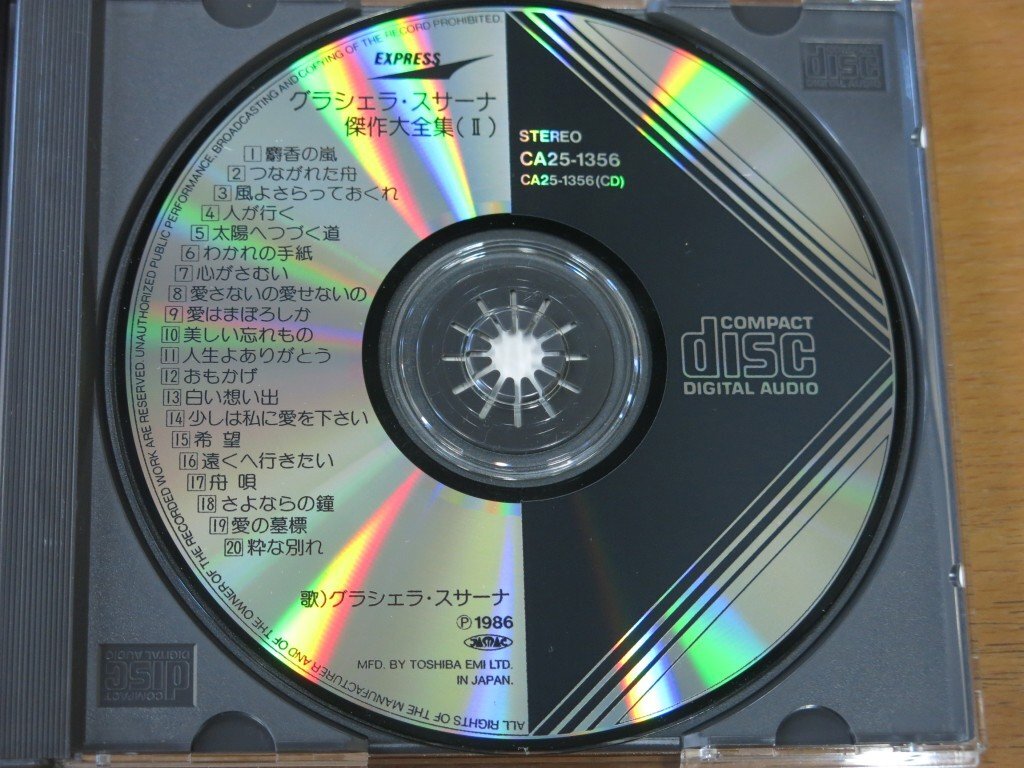 EXPRESS
グラシェラ・スサーナ
傑作大全集(Ⅱ)
1 麝香の嵐
2 つながれた舟
3 風よさらっておくれ
4 人が行く
5 太陽へつづく道
6 わかれの手紙
7 心がさむい
8 愛さないの愛せないの
9 愛はまぼろしか
10 美しい忘れもの
11 人生よありがとう
12 おもかげ
13 白い想い出
14 少しは私に愛を下さい
15 希望
16 遠くへ行きたい
17 舟唄
18 さよならの鐘
19 愛の墓標
20 粋な別れ
歌)グラシェラ・スサーナ
Ⓟ1986
JASRAC
MFD. BY TOSHIBA EMI LTD.
IN JAPAN.
STEREO
CA25-1356
CA25-1356(CD)
COMPACT
disc
DIGITAL AUDIO
ALL RIGHTS OF THE MANUFACTURER AND OF THE OWNER OF THE RECORDED WORK ARE RESERVED UNAUTHORIZED PUBLIC PERFORMANCE, BROADCASTING AND COPYING OF THE RECORD PROHIBITED.
COMPACT
disc
DIGITAL AUDIO
COMPACT
disc
DIGITAL AUDIO